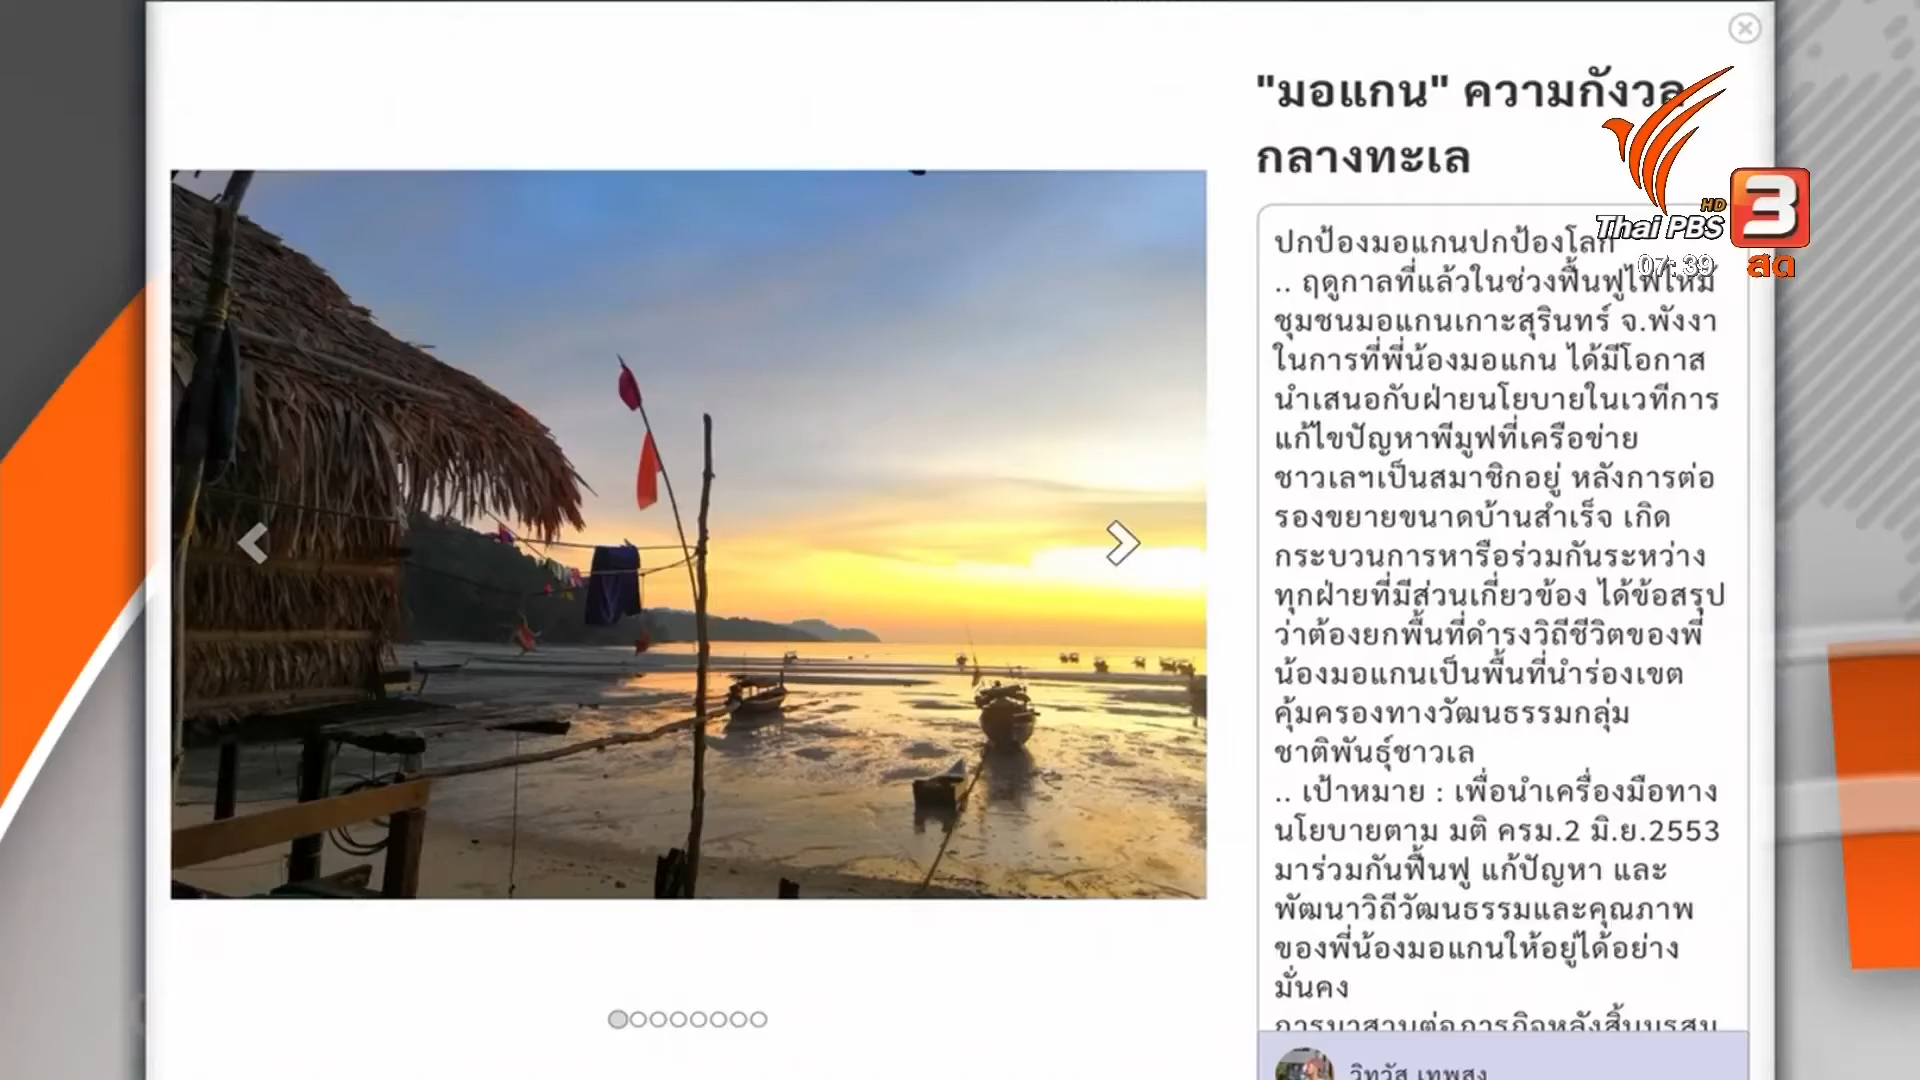 "มอแกน" ความกังวล
กลางทะเล
HD
Thai PBS
3
07:39
สด
ปกป้องมอแกนปกป้องโลก
.. ฤดูกาลที่แล้วในช่วงฟื้นฟูไฟไหม้
ชุมชนมอแกนเกาะสุรินทร์ จ.พังงา
ในการที่พี่น้องมอแกน ได้มีโอกาส
นำเสนอกับฝ่ายนโยบายในเวทีการ
แก้ไขปัญหาพีมูฟที่เครือข่าย
ชาวเลฯเป็นสมาชิกอยู่ หลังการต่อ
รองขยายขนาดบ้านสำเร็จ เกิด
กระบวนการหารือร่วมกันระหว่าง
ทุกฝ่ายที่มีส่วนเกี่ยวข้อง ได้ข้อสรุป
ว่าต้องยกพื้นที่ดำรงวิถีชีวิตของพี่
น้องมอแกนเป็นพื้นที่นำร่องเขต
คุ้มครองทางวัฒนธรรมกลุ่ม
ชาติพันธุ์ชาวเล
.. เป้าหมาย : เพื่อนำเครื่องมือทาง
นโยบายตาม มติ ครม.2 มิ.ย.2553
มาร่วมกันฟื้นฟู แก้ปัญหา และ
พัฒนาวิถีวัฒนธรรมและคุณภาพ
ของพี่น้องมอแกนให้อยู่ได้อย่าง
มั่นคง
วิทวัส เทพสง